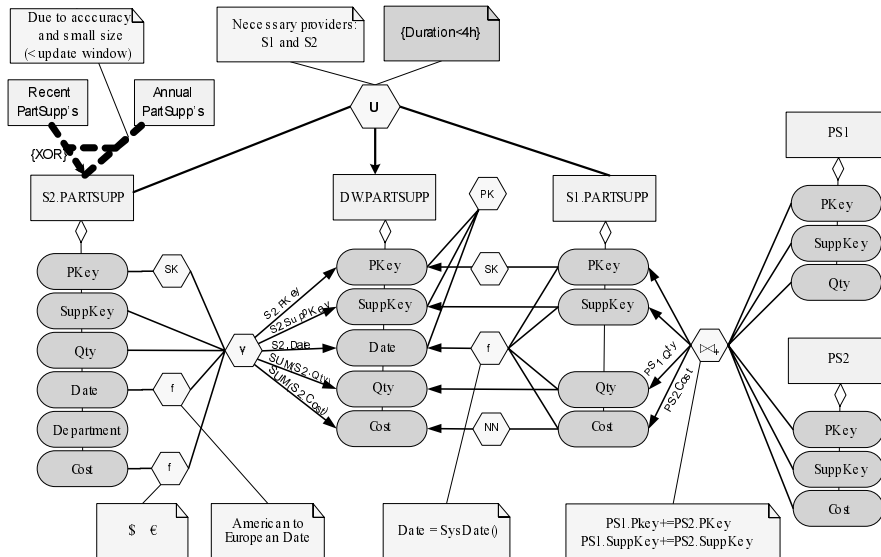 Due to acccuracy
and small size
(< update window)
Necessary providers:
S1 and S2
{Duration<4h}
Recent
PartSupp's
Annual
PartSupp's
U
{XOR}
PS1
S2.PARTSUPP
DW.PARTSUPP
PK
S1.PARTSUPP
PKey
SuppKey
Qty
PKey
SK
SuppKey
Qty
Date
f
Department
Cost
f
γ
S2.PKey
S2.SuppKey
S2.Date
SUM(S2.Qty)
SUM(S2.Cost)
PKey
SuppKey
Date
Qty
Cost
SK
f
NN
PKey
SuppKey
Qty
Cost
PS1.Qty
PS2.Cost
⋈+
PS2
PKey
SuppKey
Cost
$ €
American to
European Date
Date = SysDate()
PS1.Pkey+=PS2.PKey
PS1.SuppKey+=PS2.SuppKey